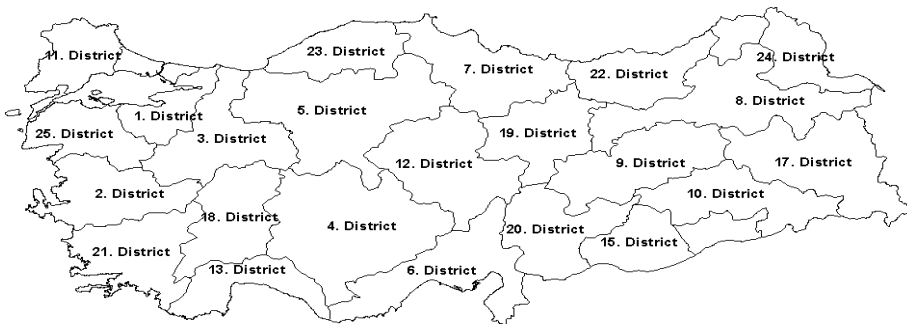 23. District
11. District
24. District
7. District
22. District
8. District
5. District
1. District
25. District
19. District
3. District
12. District
9. District
17. District
2. District
10. District
18. District
4. District
20. District
15. District
21. District
13. District
6. District